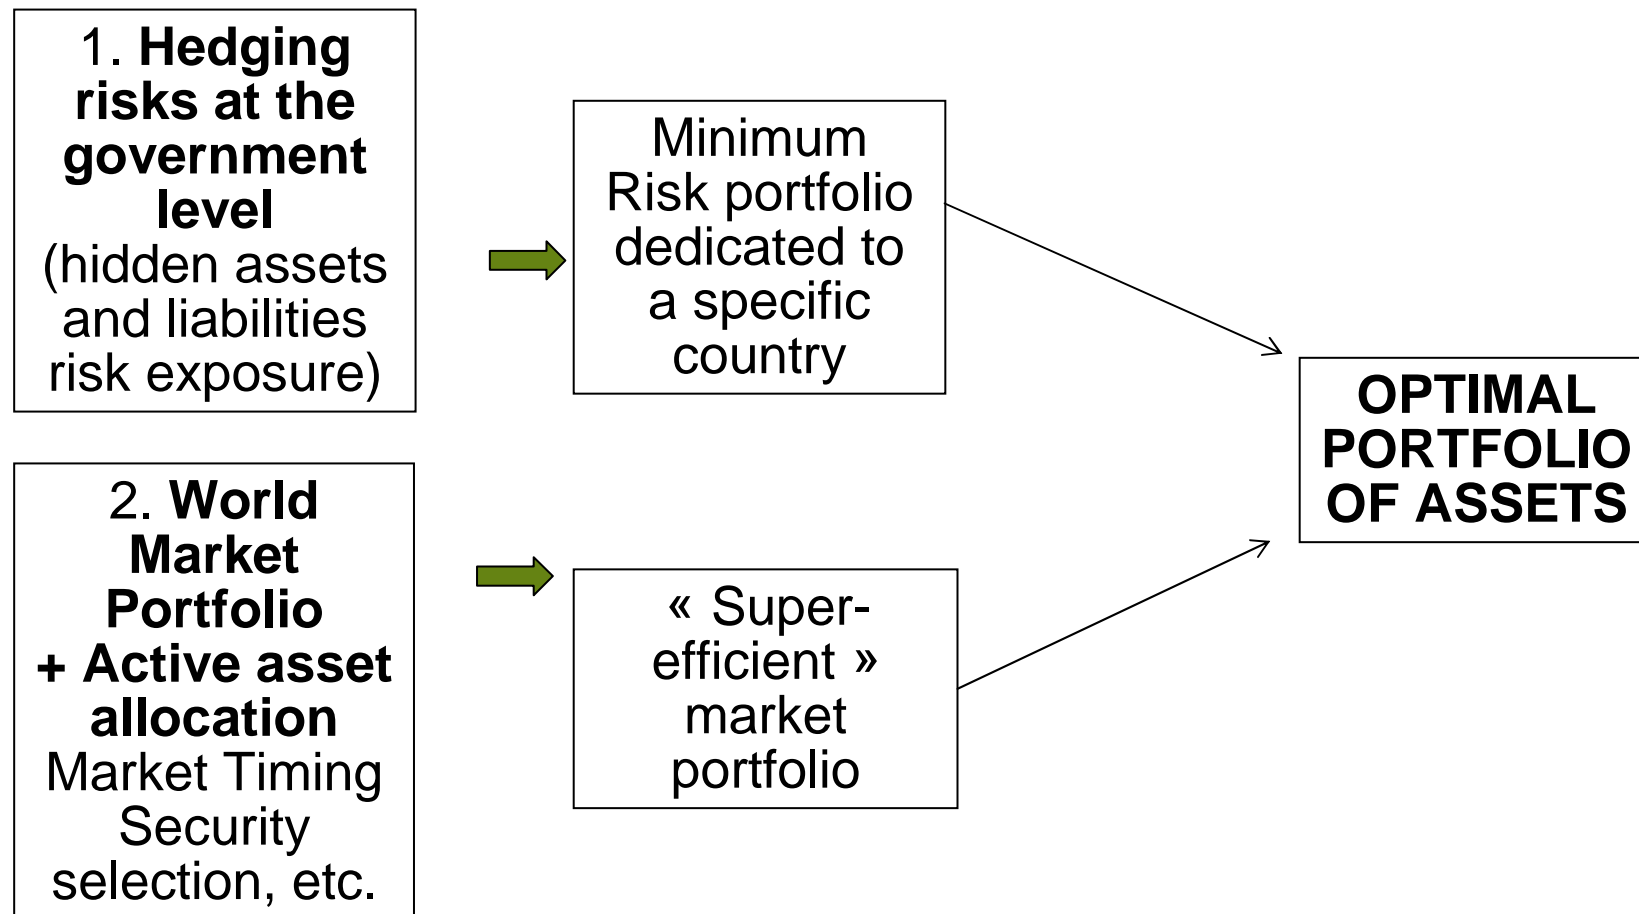 1. Hedging
risks at the
government
level
(hidden assets
and liabilities
risk exposure)
Minimum
Risk portfolio
dedicated to
a specific
country
2. World
Market
Portfolio
+ Active asset
allocation
Market Timing
Security
selection, etc.
« Super-
efficient »
market
portfolio
OPTIMAL
PORTFOLIO
OF ASSETS